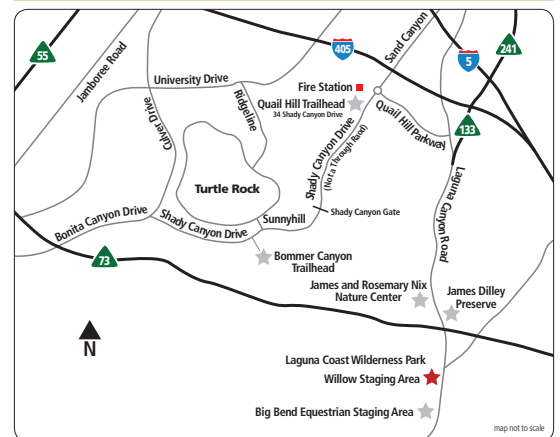 55
Jamboree Road
405
Sand Canyon
5
241
University Drive
Fire Station
Quail Hill Trailhead
34 Shady Canyon Drive
Ridgeline
Culver Drive
Quail Hill Parkway
133
Shady Canyon Drive
(Not a Through Raod)
Turtle Rock
Laguna Canyon Road
Shady Canyon Gate
Sunnyhill
Bonita Canyon Drive
Shady Canyon Drive
73
Bommer Canyon
Trailhead
James and Rosemary Nix
Nature Center
James Dilley
Preserve
N
Laguna Coast Wilderness Park
Willow Staging Area
Big Bend Equestrian Staging Area
map not to scale